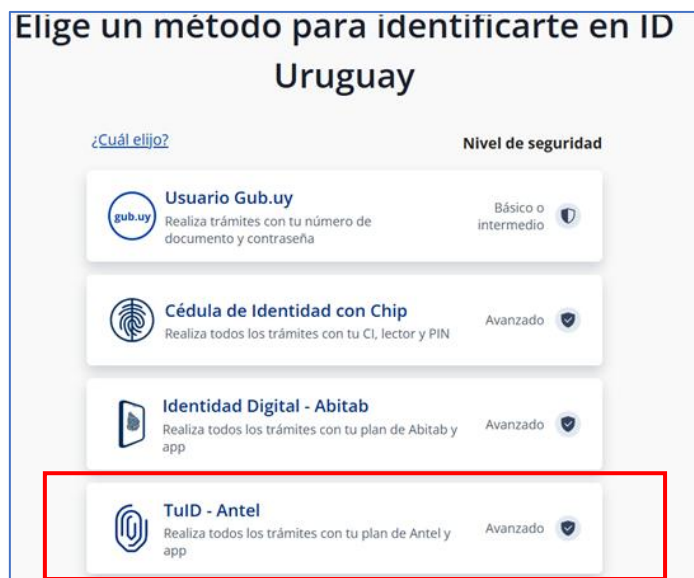 Elige un método para identificarte en ID
Uruguay
¿Cuál elijo?
Nivel de seguridad
gub.uy
Usuario Gub.uy
Realiza trámites con tu número de
documento y contraseña
Básico o
intermedio
Cédula de Identidad con Chip
Realiza todos los trámites con tu CI, lector y PIN
Avanzado
Identidad Digital - Abitab
Realiza todos los trámites con tu plan de Abitab y
app
Avanzado
TuID - Antel
Realiza todos los trámites con tu plan de Antel y
app
Avanzado